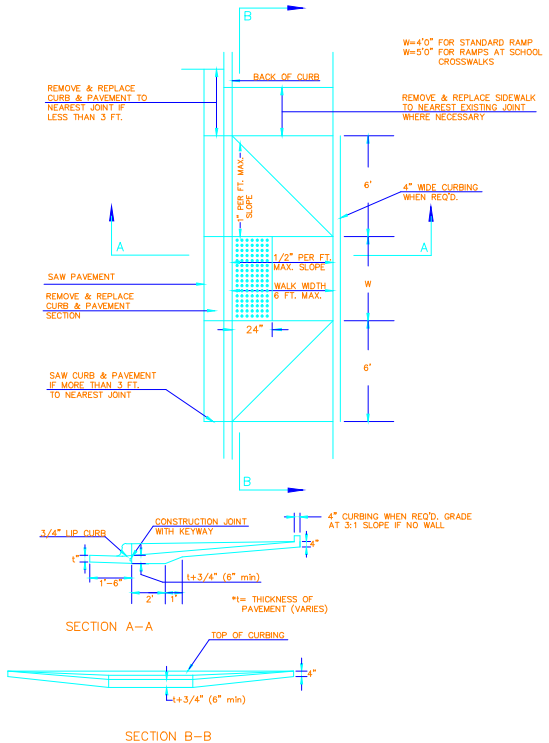 B
W=4'0" FOR STANDARD RAMP
W=5'0" FOR RAMPS AT SCHOOL
CROSSWALKS
BACK OF CURB
REMOVE & REPLACE
CURB & PAVEMENT TO
NEAREST JOINT IF
LESS THAN 3 FT.
REMOVE & REPLACE SIDEWALK
TO NEAREST EXISTING JOINT
WHERE NECESSARY
1" PER FT. MAX.
SLOPE
6'
4" WIDE CURBING
WHEN REQ'D.
A
A
1/2" PER FT.
MAX. SLOPE
SAW PAVEMENT
WALK WIDTH
6 FT. MAX.
W
REMOVE & REPLACE
CURB & PAVEMENT
SECTION
24"
6'
SAW CURB & PAVEMENT
IF MORE THAN 3 FT.
TO NEAREST JOINT
B
4" CURBING WHEN REQ'D, GRADE
AT 3:1 SLOPE IF NO WALL
CONSTRUCTION JOINT
WITH KEYWAY
3/4" LIP CURB
4"
t"
t+3/4" (6" min)
1'-6"
2'
1'
*t= THICKNESS OF
PAVEMENT (VARIES)
SECTION A-A
TOP OF CURBING
4"
t+3/4" (6" min)
SECTION B-B